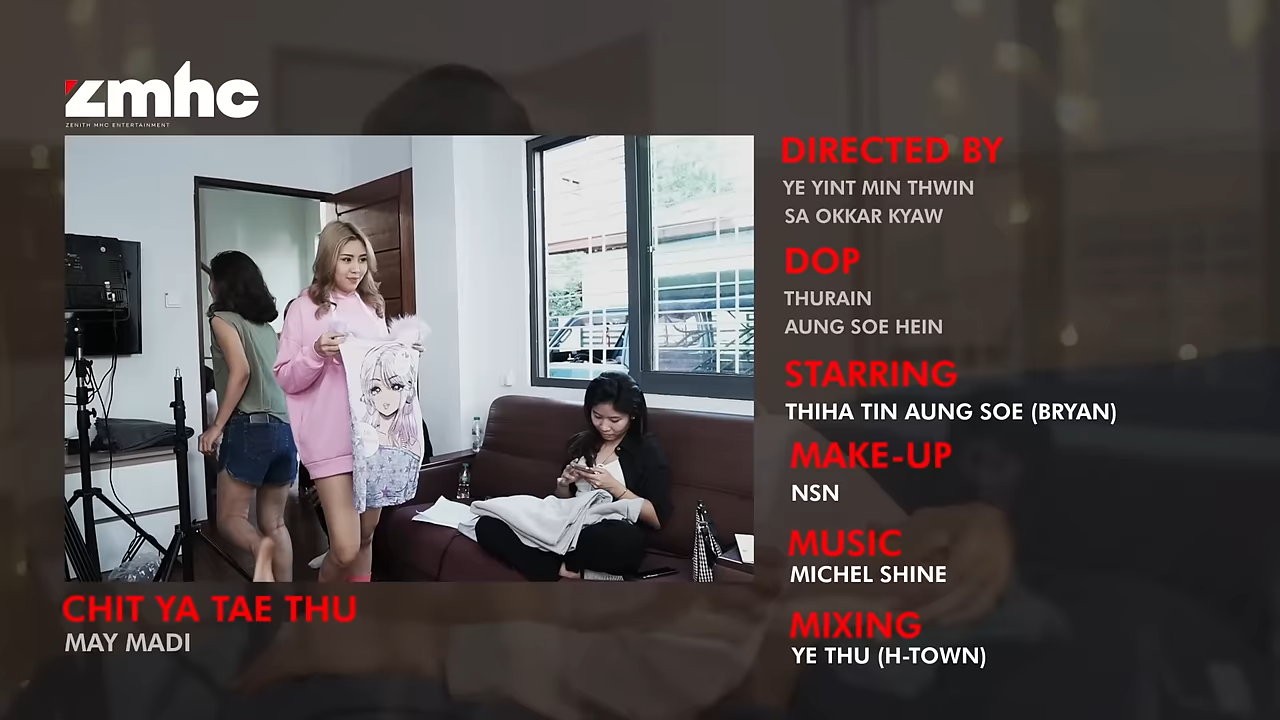 zmhc
ZENITH MHC ENTERTAINMENT
DIRECTED BY
YE YINT MIN THWIN
SA OKKAR KYAW
DOP
THURAIN
AUNG SOE HEIN
STARRING
THIHA TIN AUNG SOE (BRYAN)
MAKE-UP
NSN
MUSIC
MICHEL SHINE
MIXING
YE THU (H-TOWN)
CHIT YA TAE THU
MAY MADI